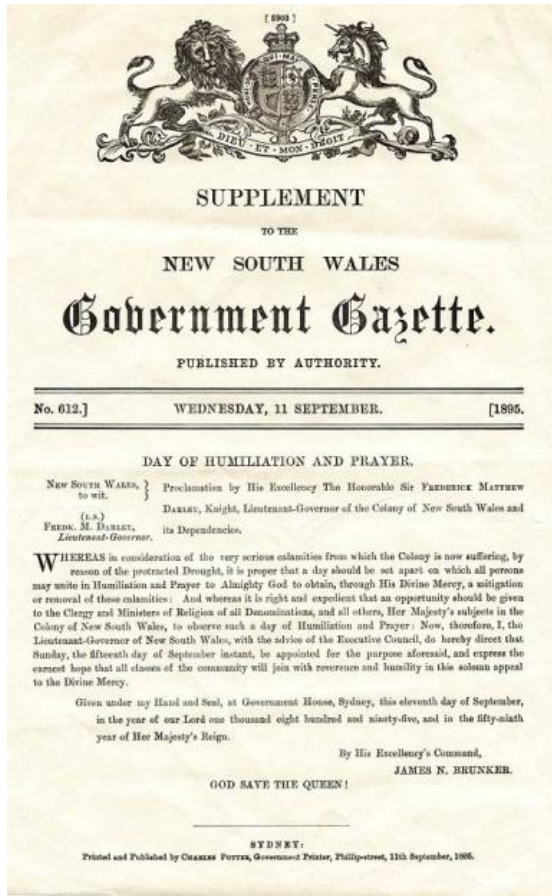 [ 5903 ]
DIEU · ET · MON · DROIT
SUPPLEMENT
TO THE
NEW SOUTH WALES
Government Gazette.
PUBLISHED BY AUTHORITY.
No. 612.] WEDNESDAY, 11 SEPTEMBER. [1895.
DAY OF HUMILIATION AND PRAYER.
NEW SOUTH WALES, } Proclamation by His Excellency The Honorable Sir FREDERICK MATTHEW
to wit.
DARLEY, Knight, Lieutenant-Governor of the Colony of New South Wales and
(L.S.)
FREDK. M. DARLEY, its Dependencies.
Lieutenant-Governor.
WHEREAS in consideration of the very serious calamities from which the Colony is now suffering, by
reason of the protracted Drought, it is proper that a day should be set apart on which all persons
may unite in Humiliation and Prayer to Almighty God to obtain, through His Divine Mercy, a mitigation
or removal of these calamities: And whereas it is right and expedient that an opportunity should be given
to the Clergy and Ministers of Religion of all Denominations, and all others, Her Majesty's subjects in the
Colony of New South Wales, to observe such a day of Humiliation and Prayer: Now, therefore, I, the
Lieutenant-Governor of New South Wales, with the advice of the Executive Council, do hereby direct that
Sunday, the fifteenth day of September instant, be appointed for the purpose aforesaid, and express the
earnest hope that all classes of the community will join with reverence and humility in this solemn appeal
to the Divine Mercy.
Given under my Hand and Seal, at Government House, Sydney, this eleventh day of September,
in the year of our Lord one thousand eight hundred and ninety-five, and in the fifty-ninth
year of Her Majesty's Reign.
By His Excellency's Command,
JAMES N. BRUNKER.
GOD SAVE THE QUEEN!
SYDNEY:
Printed and Published by CHARLES POTTER, Government Printer, Phillip-street, 11th September, 1895.